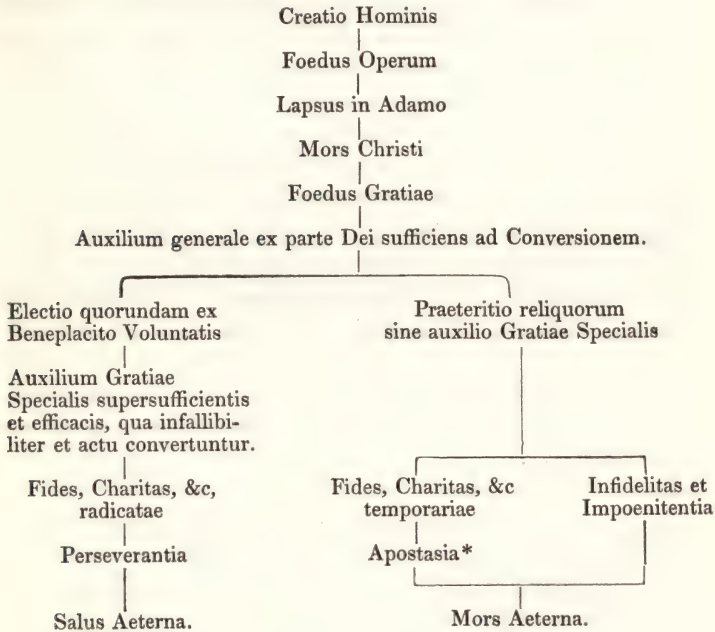 Creatio Hominis
Foedus Operum
Lapsus in Adamo
Mors Christi
Foedus Gratiae
Auxilium generale ex parte Dei sufficiens ad Conversionem.
Electio quorundam ex
Beneplacito Voluntatis
Auxilium Gratiae
Specialis supersufficientis
et efficacis, qua infallibi-
liter et actu convertuntur.
Fides, Charitas, &c,
radicatae
Perseverantia
Salus Aeterna.
Praeteritio reliquorum
sine auxilio Gratiae Specialis
Fides, Charitas, &c
temporariae
Apostasia*
Infidelitas et
Impoenitentia
Mors Aeterna.